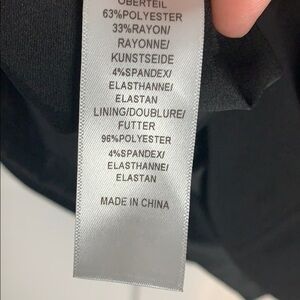 OBERTEIL
63%POLYESTER
33%RAYON/
RAYONNE/
KUNSTSEIDE
4%SPANDEX/
ELASTHANNE/
ELASTAN
LINING/DOUBLURE/
FUTTER
96%POLYESTER
4%SPANDEX/
ELASTHANNE/
ELASTAN
MADE IN CHINA